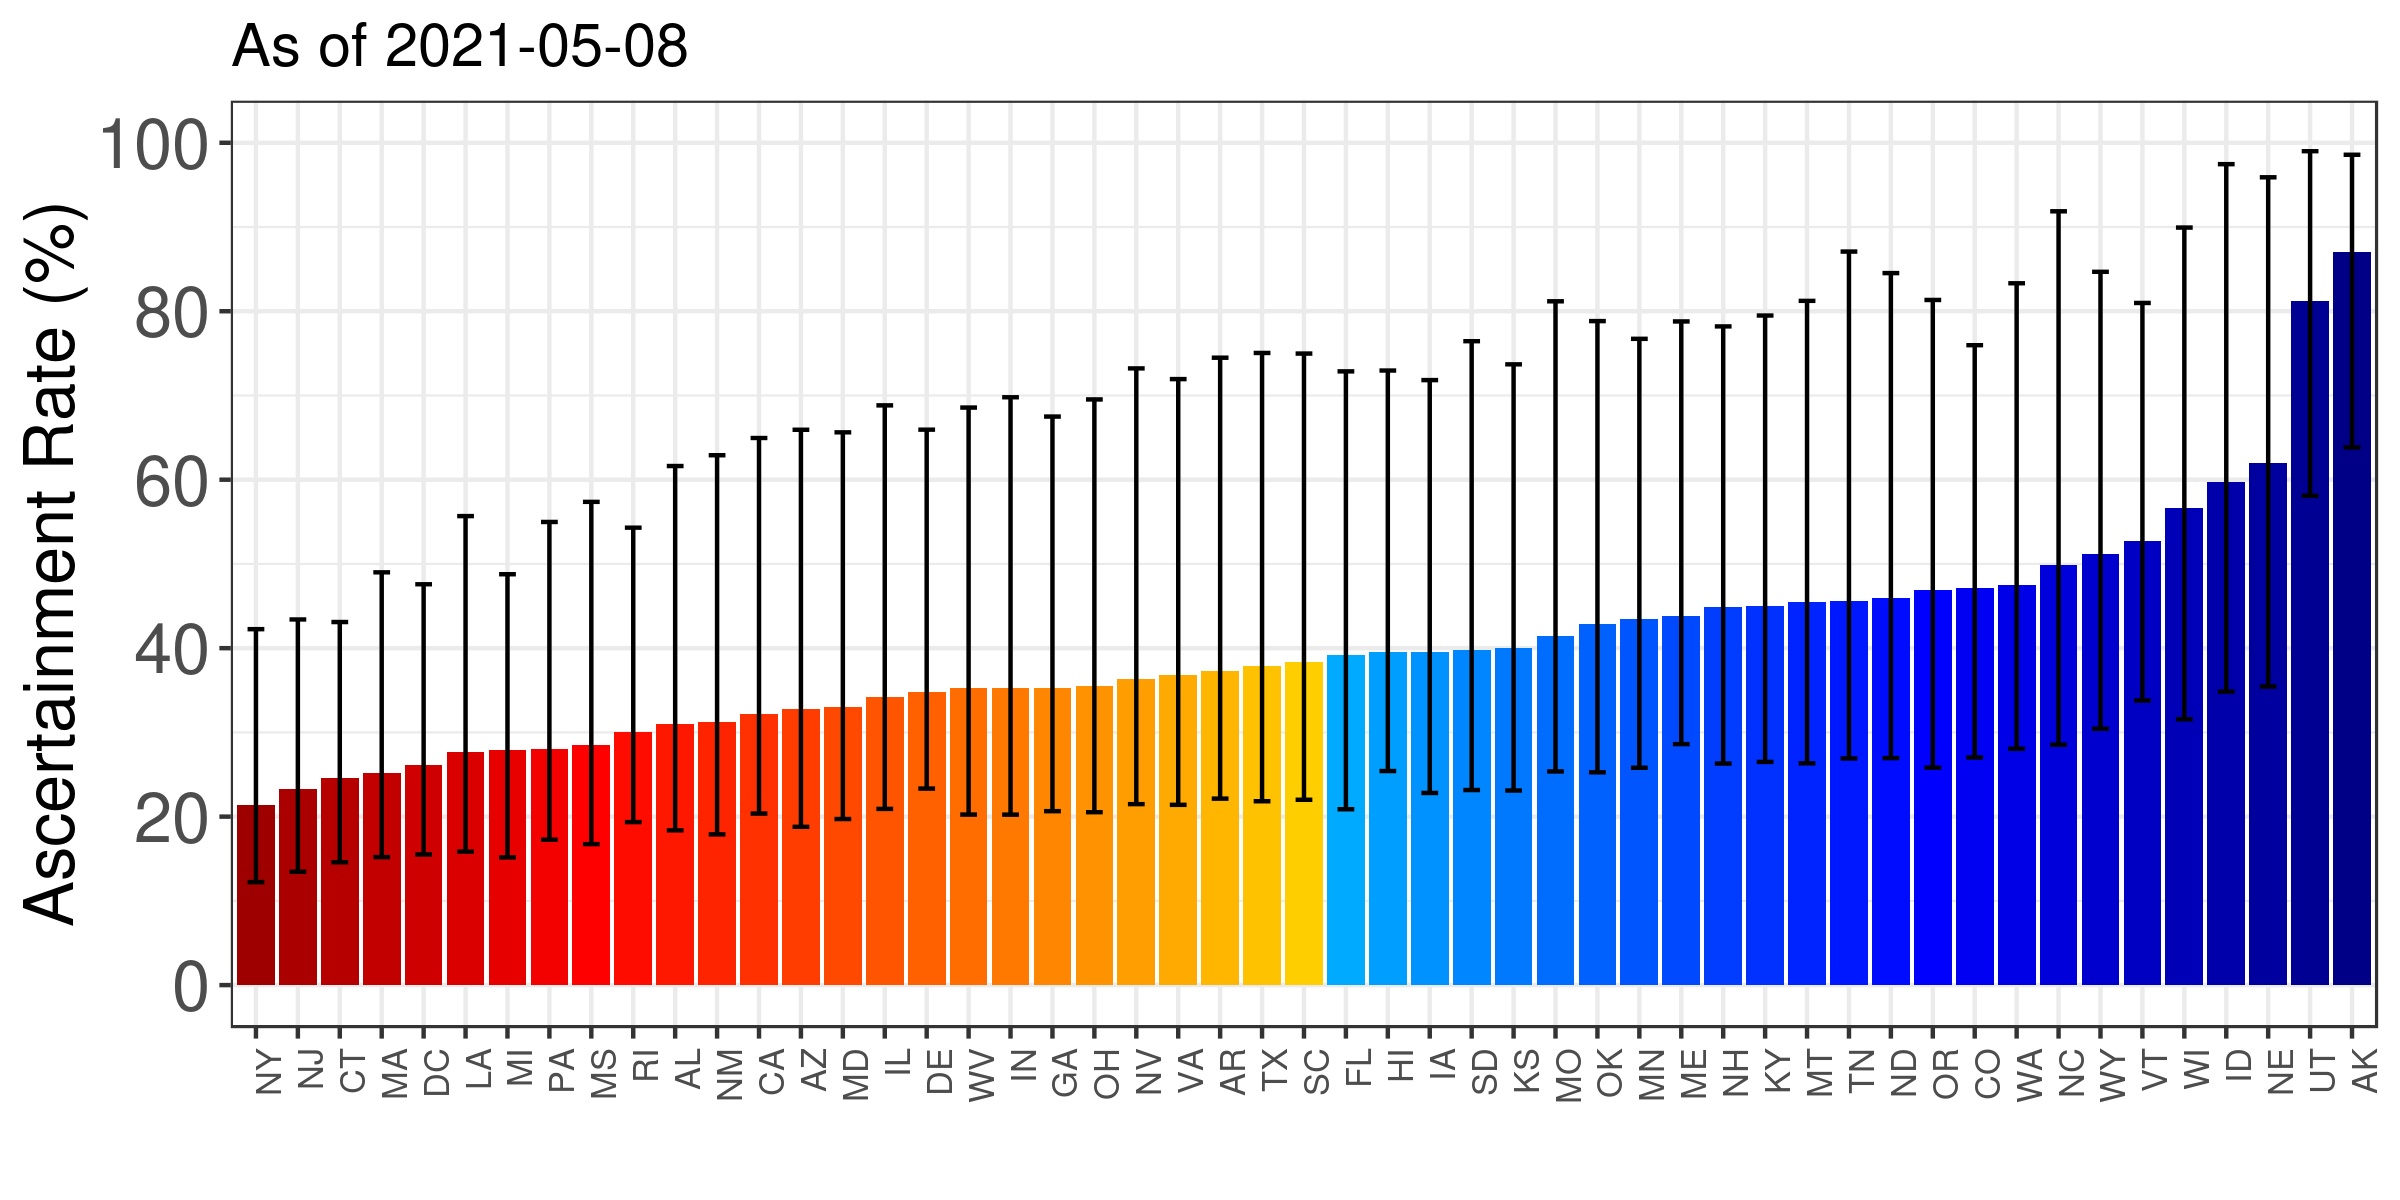 As of 2021-05-08
Ascertainment Rate (%)
100
80
60
40
20
0
NY NJ CT MA DC LA MI PA MS RI AL NM CA AZ MD IL DE WV IN GA OH NV VA AR TX SC FL HI IA SD KS MO OK MN ME NH KY MT TN ND OR CO WA NC WY VT WI ID NE UT AK